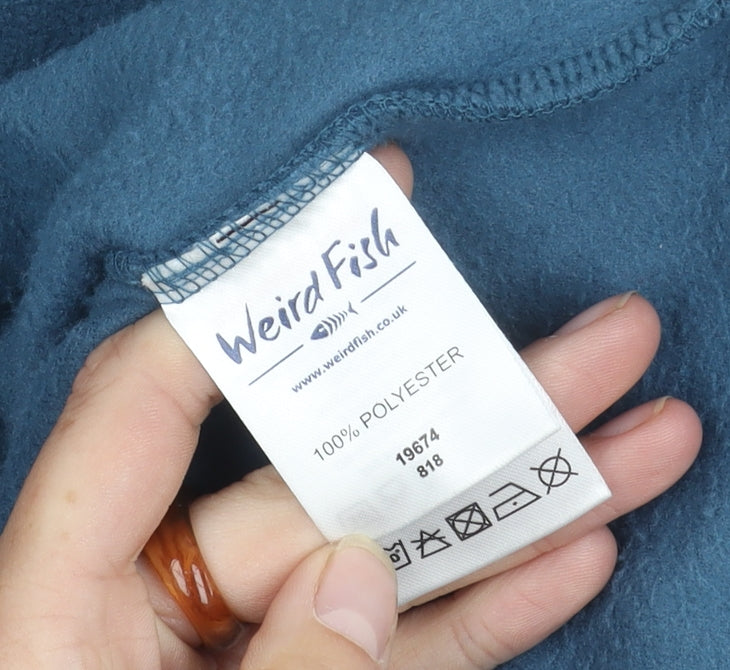 Weird Fish
www.weirdfish.co.uk
100% POLYESTER
19674
818